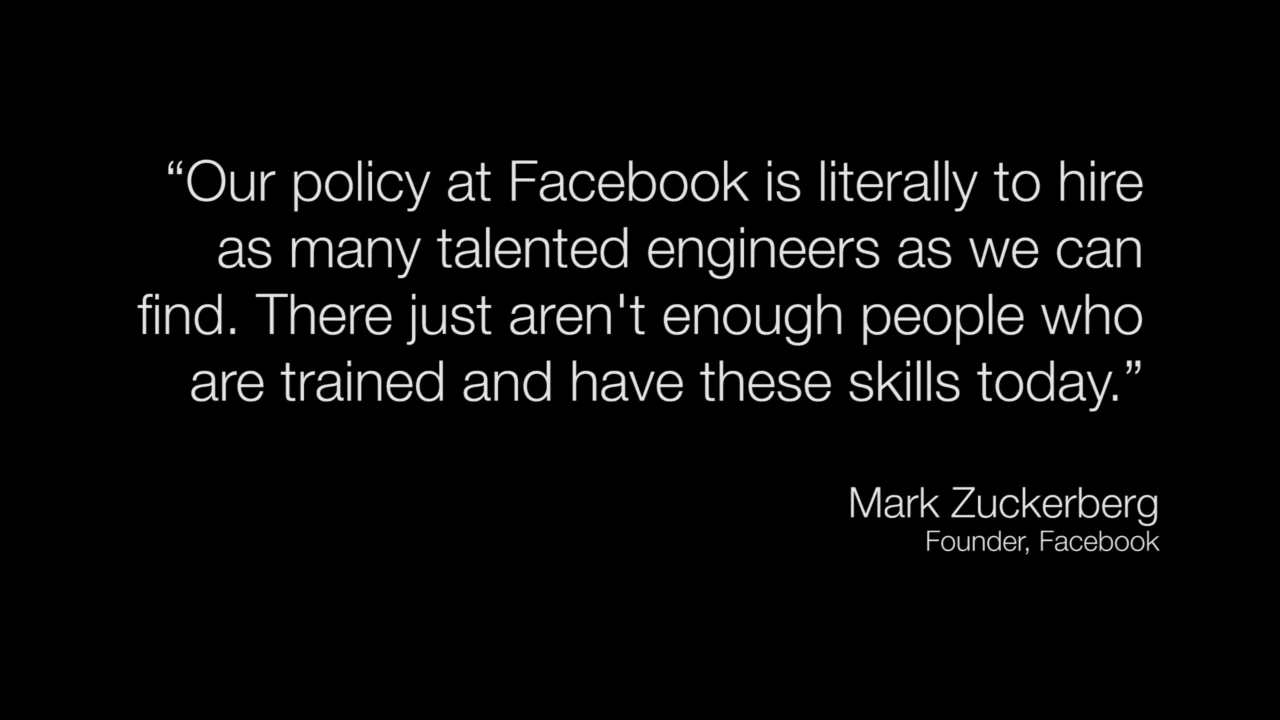 “Our policy at Facebook is literally to hire
as many talented engineers as we can
find. There just aren't enough people who
are trained and have these skills today.”
Mark Zuckerberg
Founder, Facebook